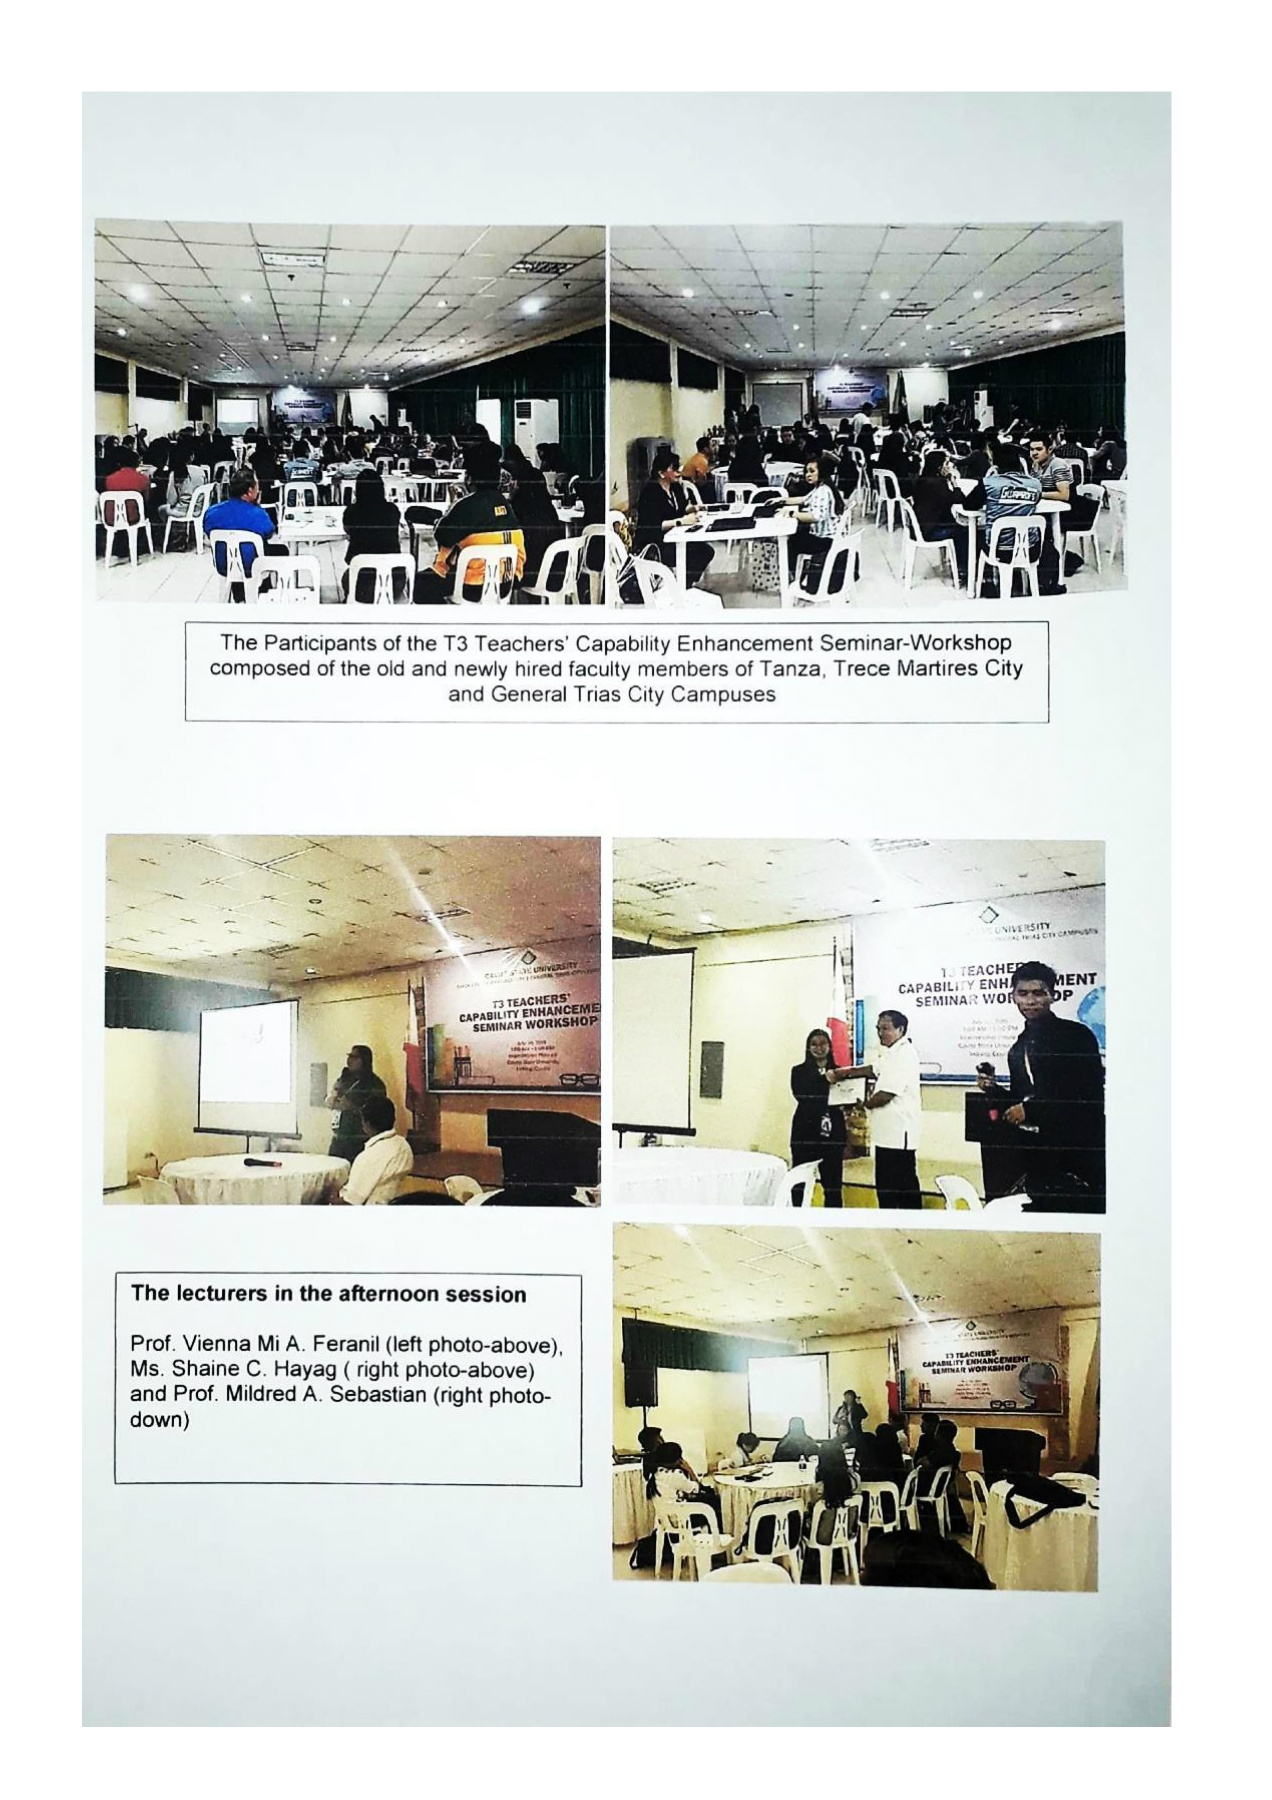 T3 TEACHERS'
The Participants of the T3 Teachers' Capability Enhancement Seminar-Workshop
composed of the old and newly hired faculty members of Tanza, Trece Martires City
and General Trias City Campuses
STATE UNIVERSITY
T3 TEACHERS'
CAPABILITY ENHANCEME
SEMINAR WORKSHOP
UNIVERSITY
T3 TEACHER
CAPABILITY ENHA MENT
SEMINAR WOR OP
The lecturers in the afternoon session
Prof. Vienna Mi A. Feranil (left photo-above),
Ms. Shaine C. Hayag ( right photo-above)
and Prof. Mildred A. Sebastian (right photo-
down)
STATE UNIVERSITY
T3 TEACHERS'
CAPABILITY ENHANCEMENT
SEMINAR WORKSHOP